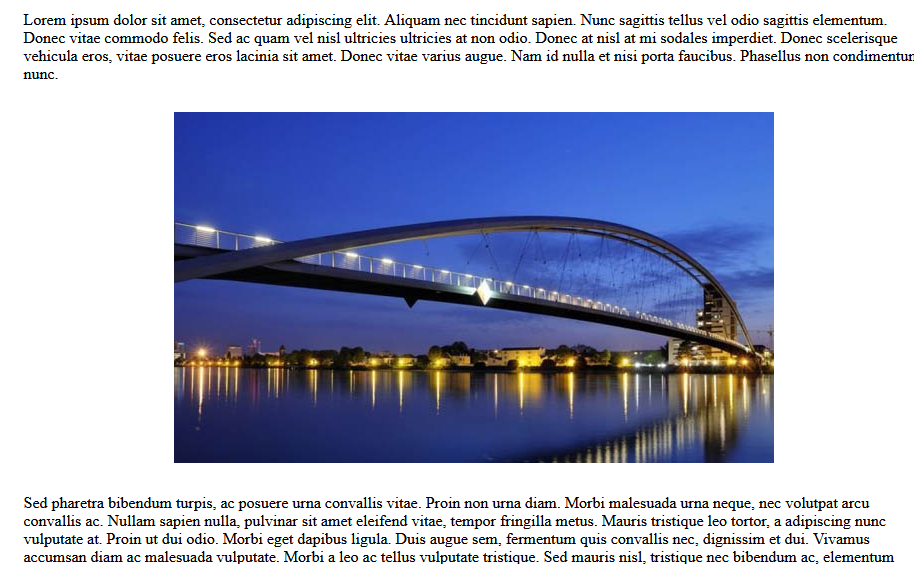 Lorem ipsum dolor sit amet, consectetur adipiscing elit. Aliquam nec tincidunt sapien. Nunc sagittis tellus vel odio sagittis elementum.
Donec vitae commodo felis. Sed ac quam vel nisl ultricies ultricies at non odio. Donec at nisl at mi sodales imperdiet. Donec scelerisque
vehicula eros, vitae posuere eros lacinia sit amet. Donec vitae varius augue. Nam id nulla et nisi porta faucibus. Phasellus non condimentum
nunc.
Sed pharetra bibendum turpis, ac posuere urna convallis vitae. Proin non urna diam. Morbi malesuada urna neque, nec volutpat arcu
convallis ac. Nullam sapien nulla, pulvinar sit amet eleifend vitae, tempor fringilla metus. Mauris tristique leo tortor, a adipiscing nunc
vulputate at. Proin ut dui odio. Morbi eget dapibus ligula. Duis augue sem, fermentum quis convallis nec, dignissim et dui. Vivamus
accumsan diam ac malesuada vulputate. Morbi a leo ac tellus vulputate tristique. Sed mauris nisl, tristique nec bibendum ac, elementum